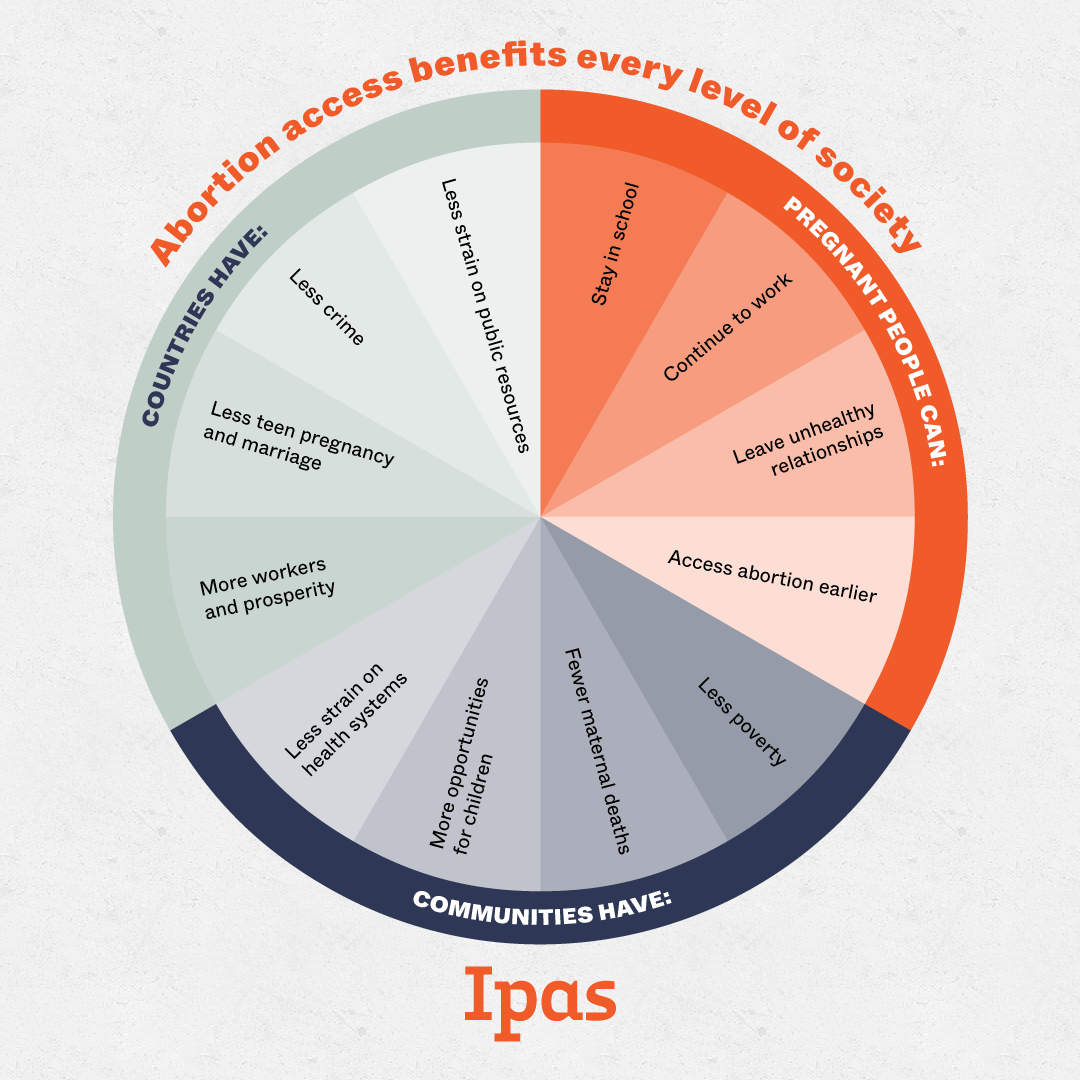 Abortion access benefits every level of society
PREGNANT PEOPLE CAN:
Stay in school
Continue to work
Leave unhealthy
relationships
Access abortion earlier
COMMUNITIES HAVE:
Less poverty
Fewer maternal deaths
More opportunities
for children
Less strain on
health systems
COUNTRIES HAVE:
More workers
and prosperity
Less teen pregnancy
and marriage
Less crime
Less strain on public resources
Ipas